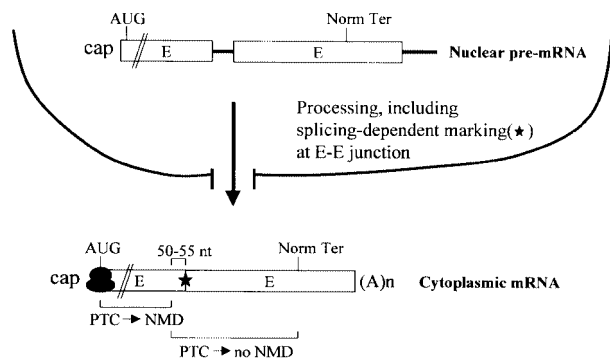 AUG
Norm Ter
cap E E Nuclear pre-mRNA
Processing, including
splicing-dependent marking(★)
at E-E junction
AUG 50-55 nt Norm Ter
cap E ★ E (A)n Cytoplasmic mRNA
PTC → NMD
PTC → no NMD